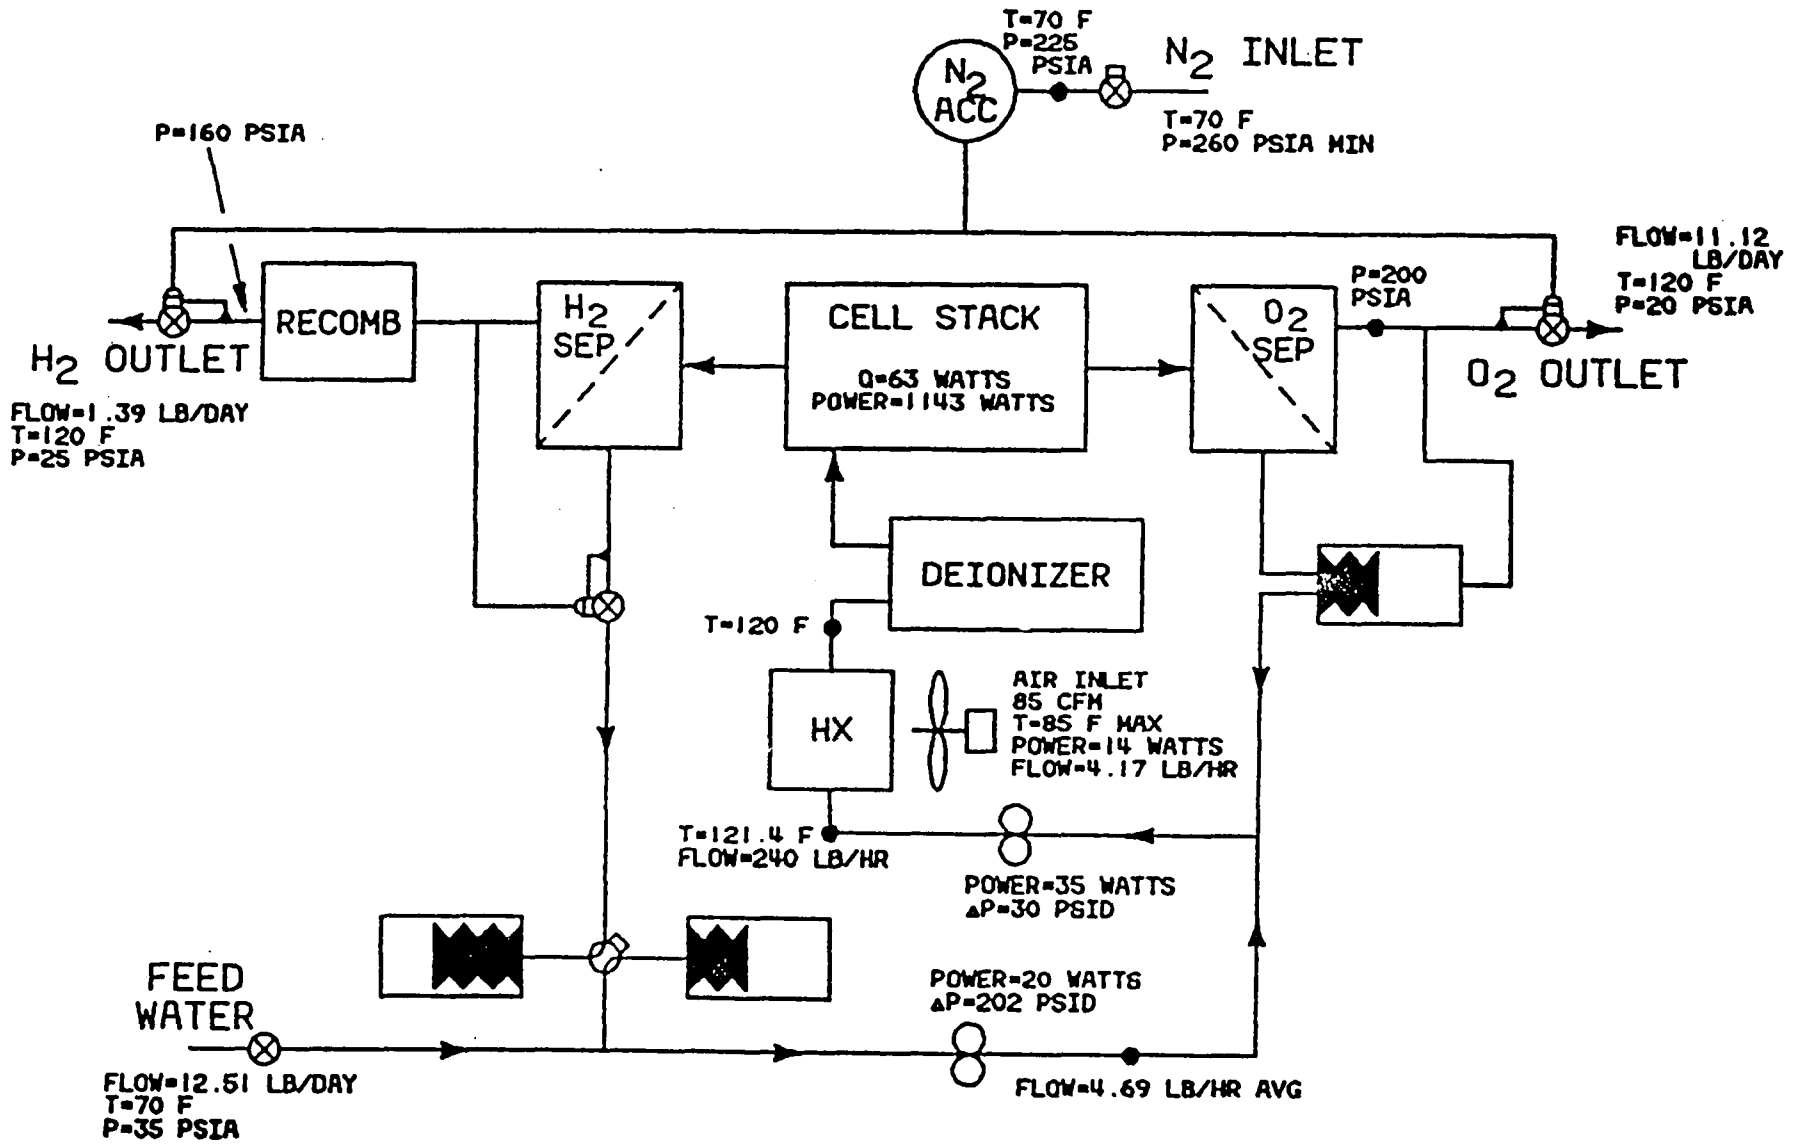 T=70 F
P=225
PSIA
N2 INLET
N2
ACC
T=70 F
P=260 PSIA MIN
P=160 PSIA
FLOW=11.12
LB/DAY
T=120 F
P=20 PSIA
P=200
PSIA
RECOMB
H2
SEP
CELL STACK
Q=63 WATTS
POWER=1143 WATTS
O2
SEP
H2 OUTLET
O2 OUTLET
FLOW=1.39 LB/DAY
T=120 F
P=25 PSIA
DEIONIZER
T=120 F
HX
AIR INLET
85 CFM
T=85 F MAX
POWER=14 WATTS
FLOW=4.17 LB/HR
T=121.4 F
FLOW=240 LB/HR
POWER=35 WATTS
ΔP=30 PSID
POWER=20 WATTS
ΔP=202 PSID
FEED
WATER
FLOW=12.51 LB/DAY
T=70 F
P=35 PSIA
FLOW=4.69 LB/HR AVG